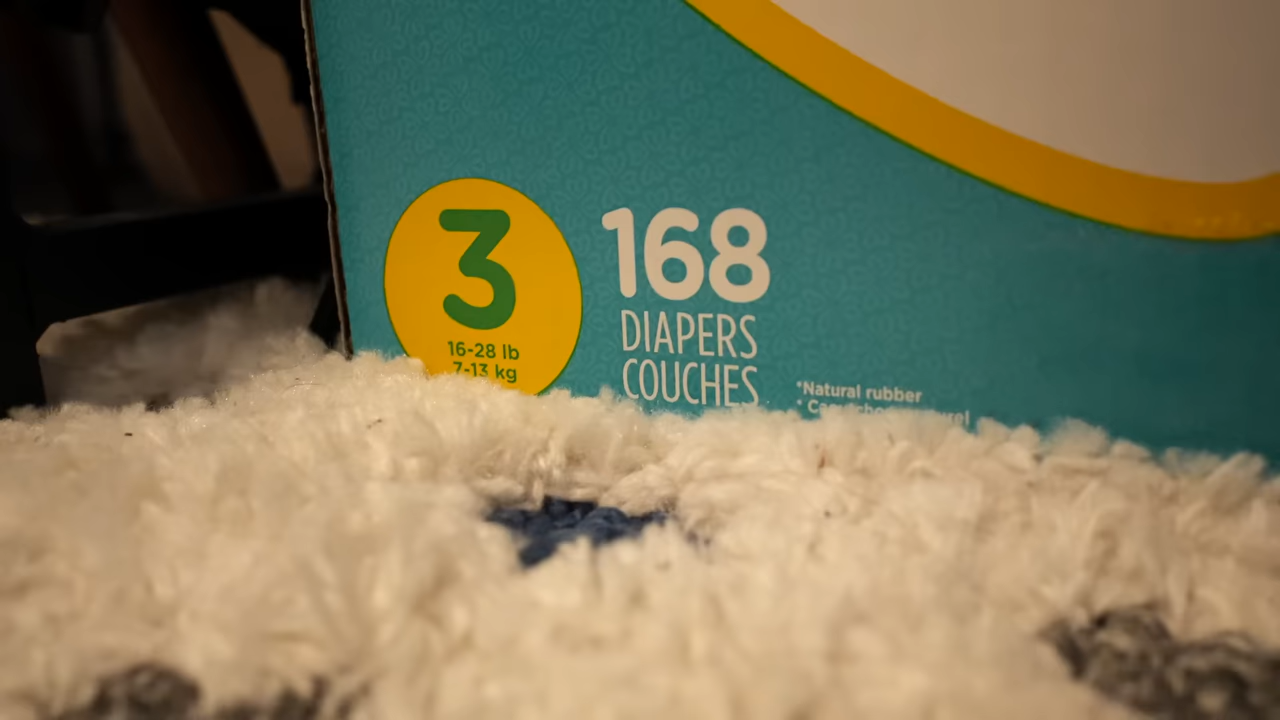 3
16-28 lb
7-13 kg
168
DIAPERS
COUCHES
*Natural rubber
*